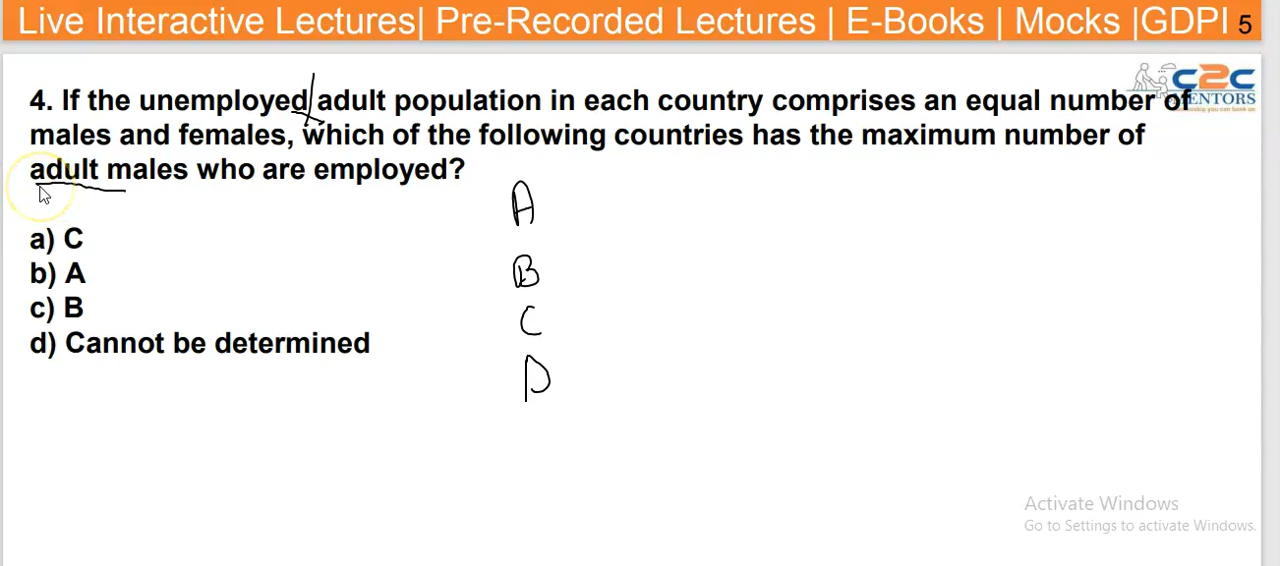 Live Interactive Lectures| Pre-Recorded Lectures | E-Books | Mocks |GDPI 5
C2C
MENTORS
4. If the unemployed adult population in each country comprises an equal number of
males and females, which of the following countries has the maximum number of
adult males who are employed?
A
a) C
b) A
B
c) B
C
d) Cannot be determined
D
Activate Windows
Go to Settings to activate Windows.